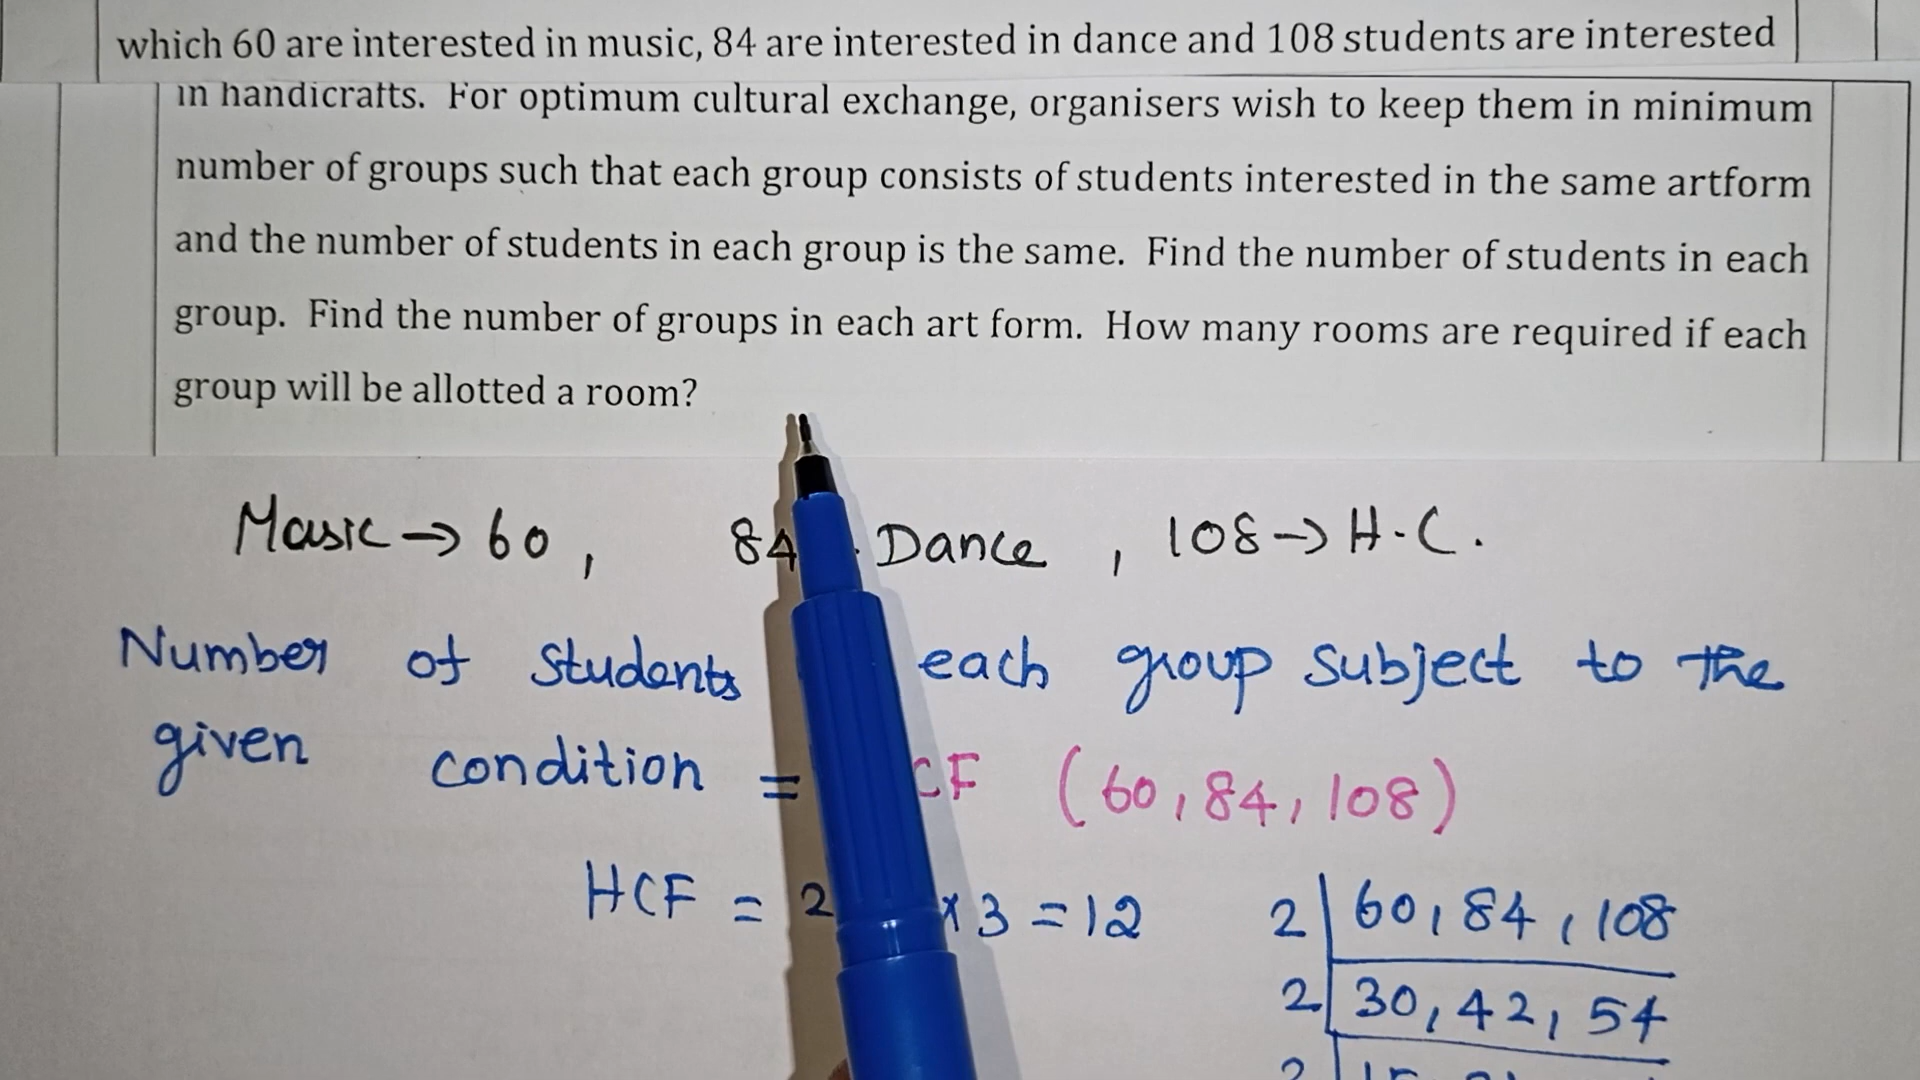 which 60 are interested in music, 84 are interested in dance and 108 students are interested
in handicrafts. For optimum cultural exchange, organisers wish to keep them in minimum
number of groups such that each group consists of students interested in the same artform
and the number of students in each group is the same. Find the number of students in each
group. Find the number of groups in each art form. How many rooms are required if each
group will be allotted a room?
Music → 60 , 84 Dance , 108 → H.C.
Number of students each group subject to the
given condition = CF (60, 84, 108)
HCF = 2 × 3 = 12
2 60, 84, 108
2 30, 42, 54